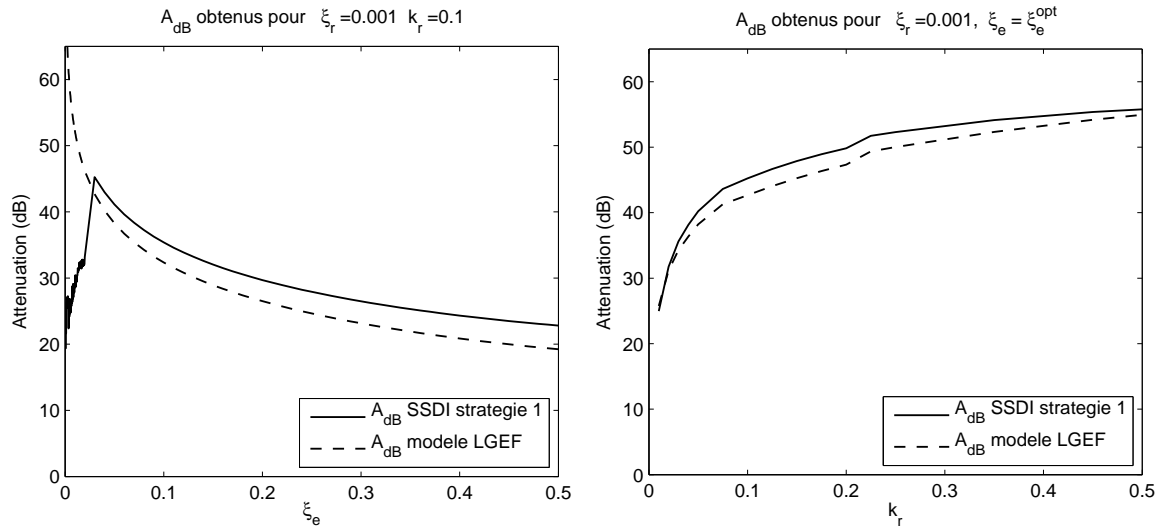 A_dB obtenus pour ξ_r =0.001 k_r =0.1
Attenuation (dB)
60
50
40
30
20
10
0
0 0.1 0.2 0.3 0.4 0.5
ξ_e
A_dB SSDI strategie 1
A_dB modele LGEF
A_dB obtenus pour ξ_r =0.001, ξ_e = ξ_e^opt
Attenuation (dB)
60
50
40
30
20
10
0
0 0.1 0.2 0.3 0.4 0.5
k_r
A_dB SSDI strategie 1
A_dB modele LGEF